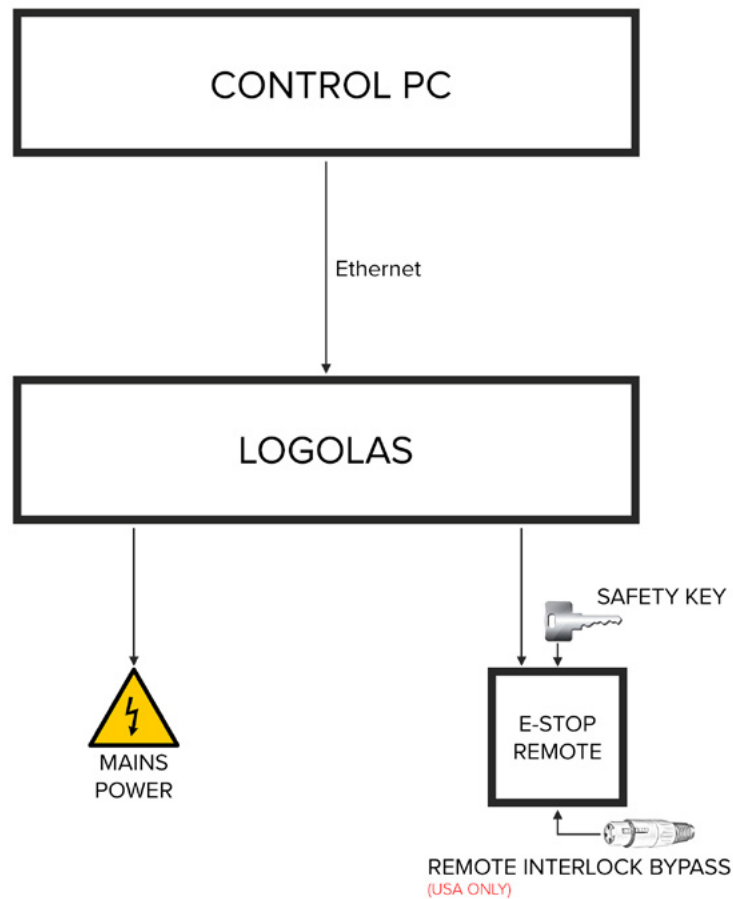 CONTROL PC
Ethernet
LOGOLAS
SAFETY KEY
E-STOP
REMOTE
MAINS
POWER
REMOTE INTERLOCK BYPASS
(USA ONLY)